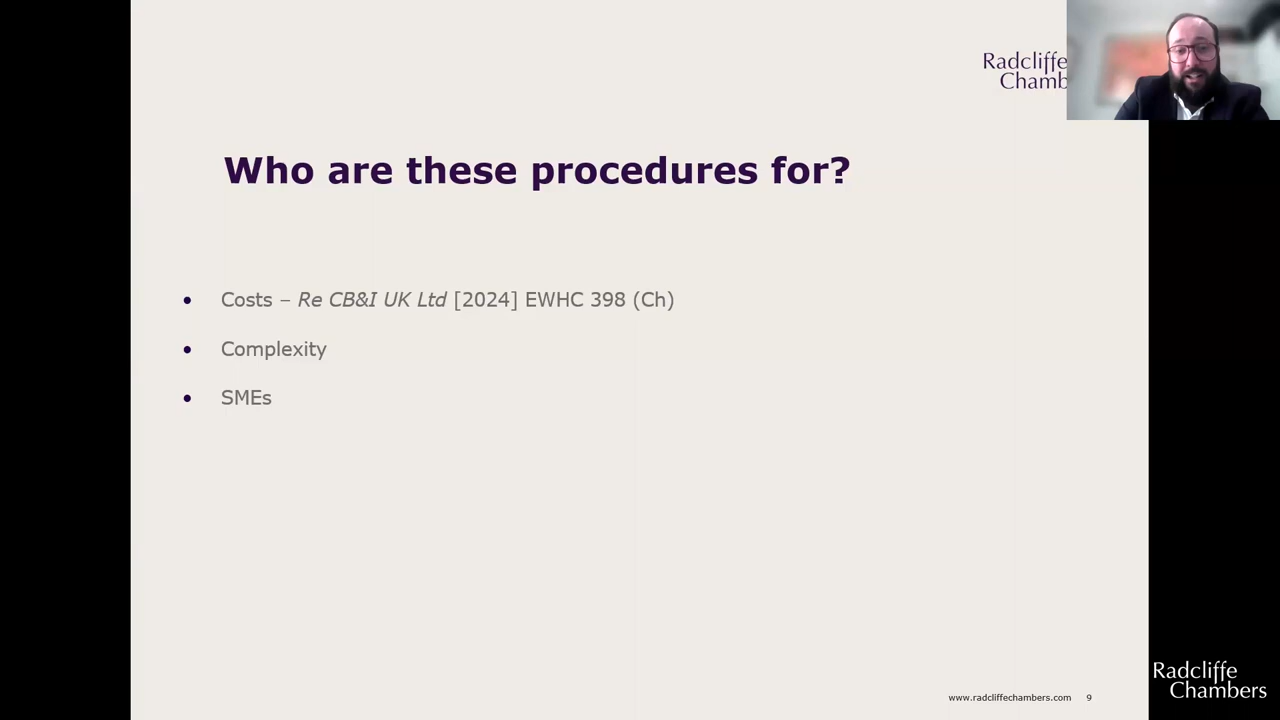 Radcliffe
Chamb
Who are these procedures for?
• Costs – Re CB&I UK Ltd [2024] EWHC 398 (Ch)
• Complexity
• SMEs
www.radcliffechambers.com 9
Radcliffe
Chambers